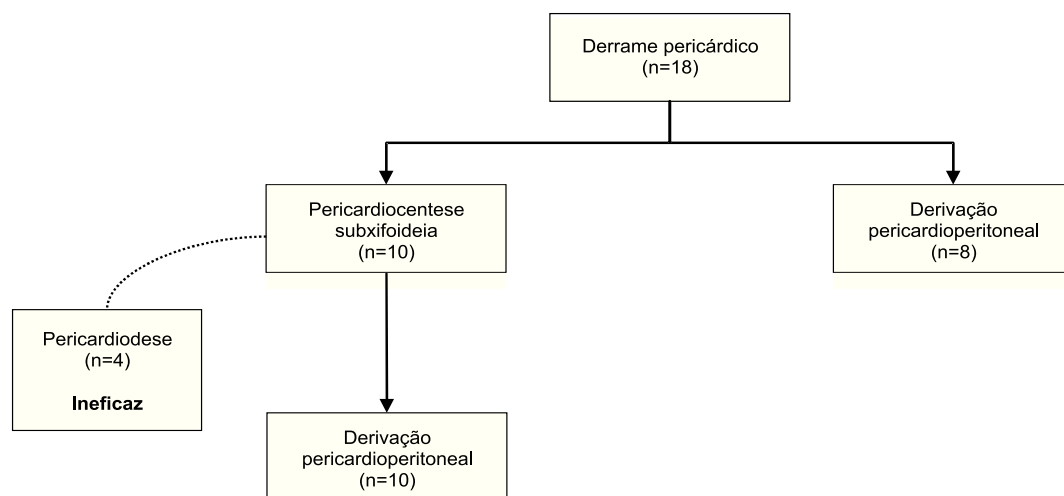 Derrame pericárdico
(n=18)
Pericardiocentese
subxifoideia
(n=10)
Derivação
pericardioperitoneal
(n=8)
Pericardiodese
(n=4)
Ineficaz
Derivação
pericardioperitoneal
(n=10)